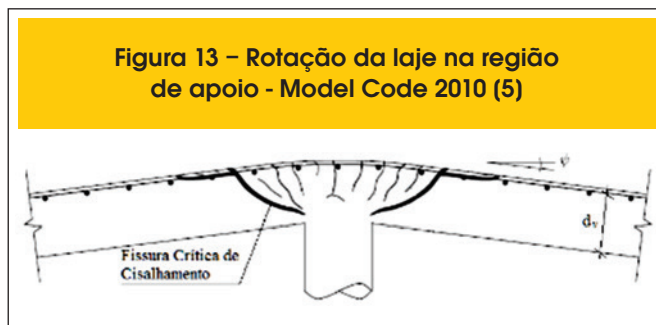 Figura 13 – Rotação da laje na região
de apoio - Model Code 2010 (5)
ψ
dᵥ
Fissura Crítica de
Cisalhamento